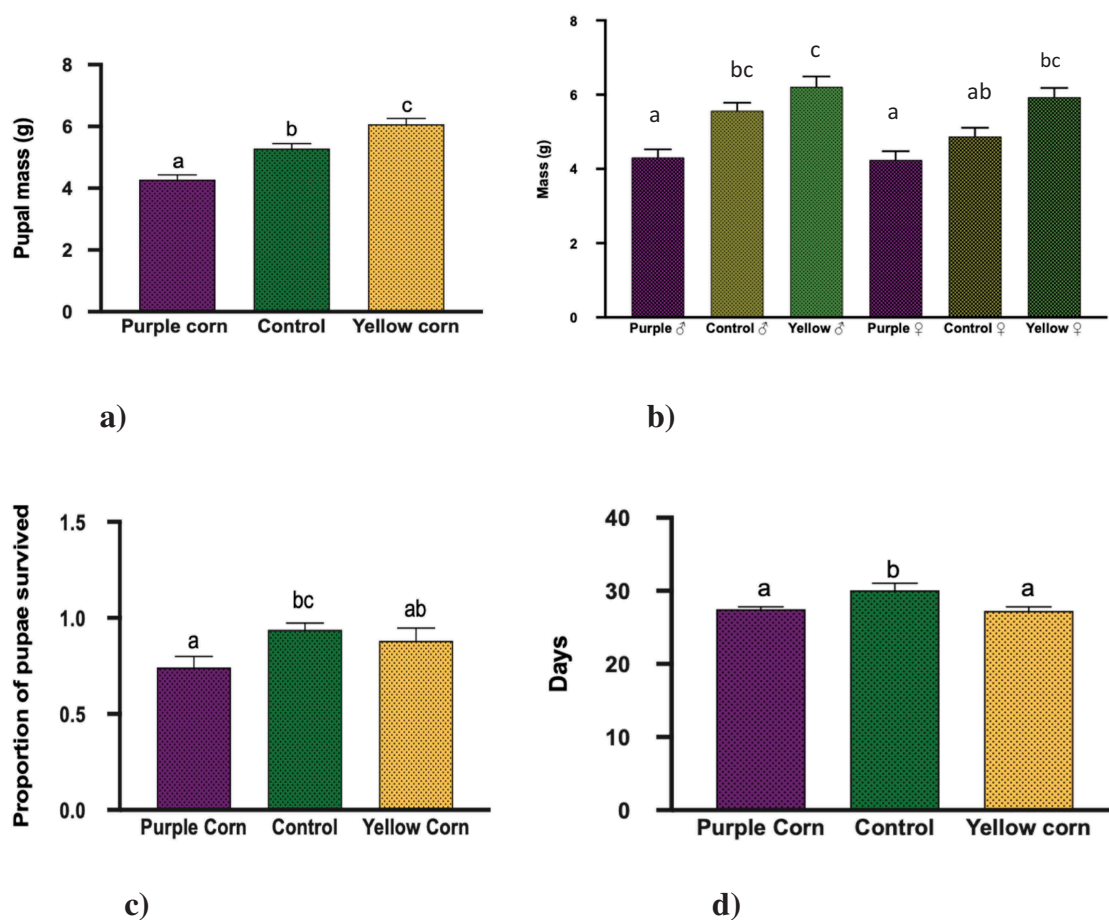 Pupal mass (g)
8
6
4
2
0
a
b
c
Purple corn Control Yellow corn
a)
Mass (g)
8
6
4
2
0
a
bc
c
a
ab
bc
Purple ♂ Control ♂ Yellow ♂ Purple ♀ Control ♀ Yellow ♀
b)
Proportion of pupae survived
1.5
1.0
0.5
0.0
a
bc
ab
Purple Corn Control Yellow Corn
c)
Days
40
30
20
10
0
a
b
a
Purple Corn Control Yellow corn
d)